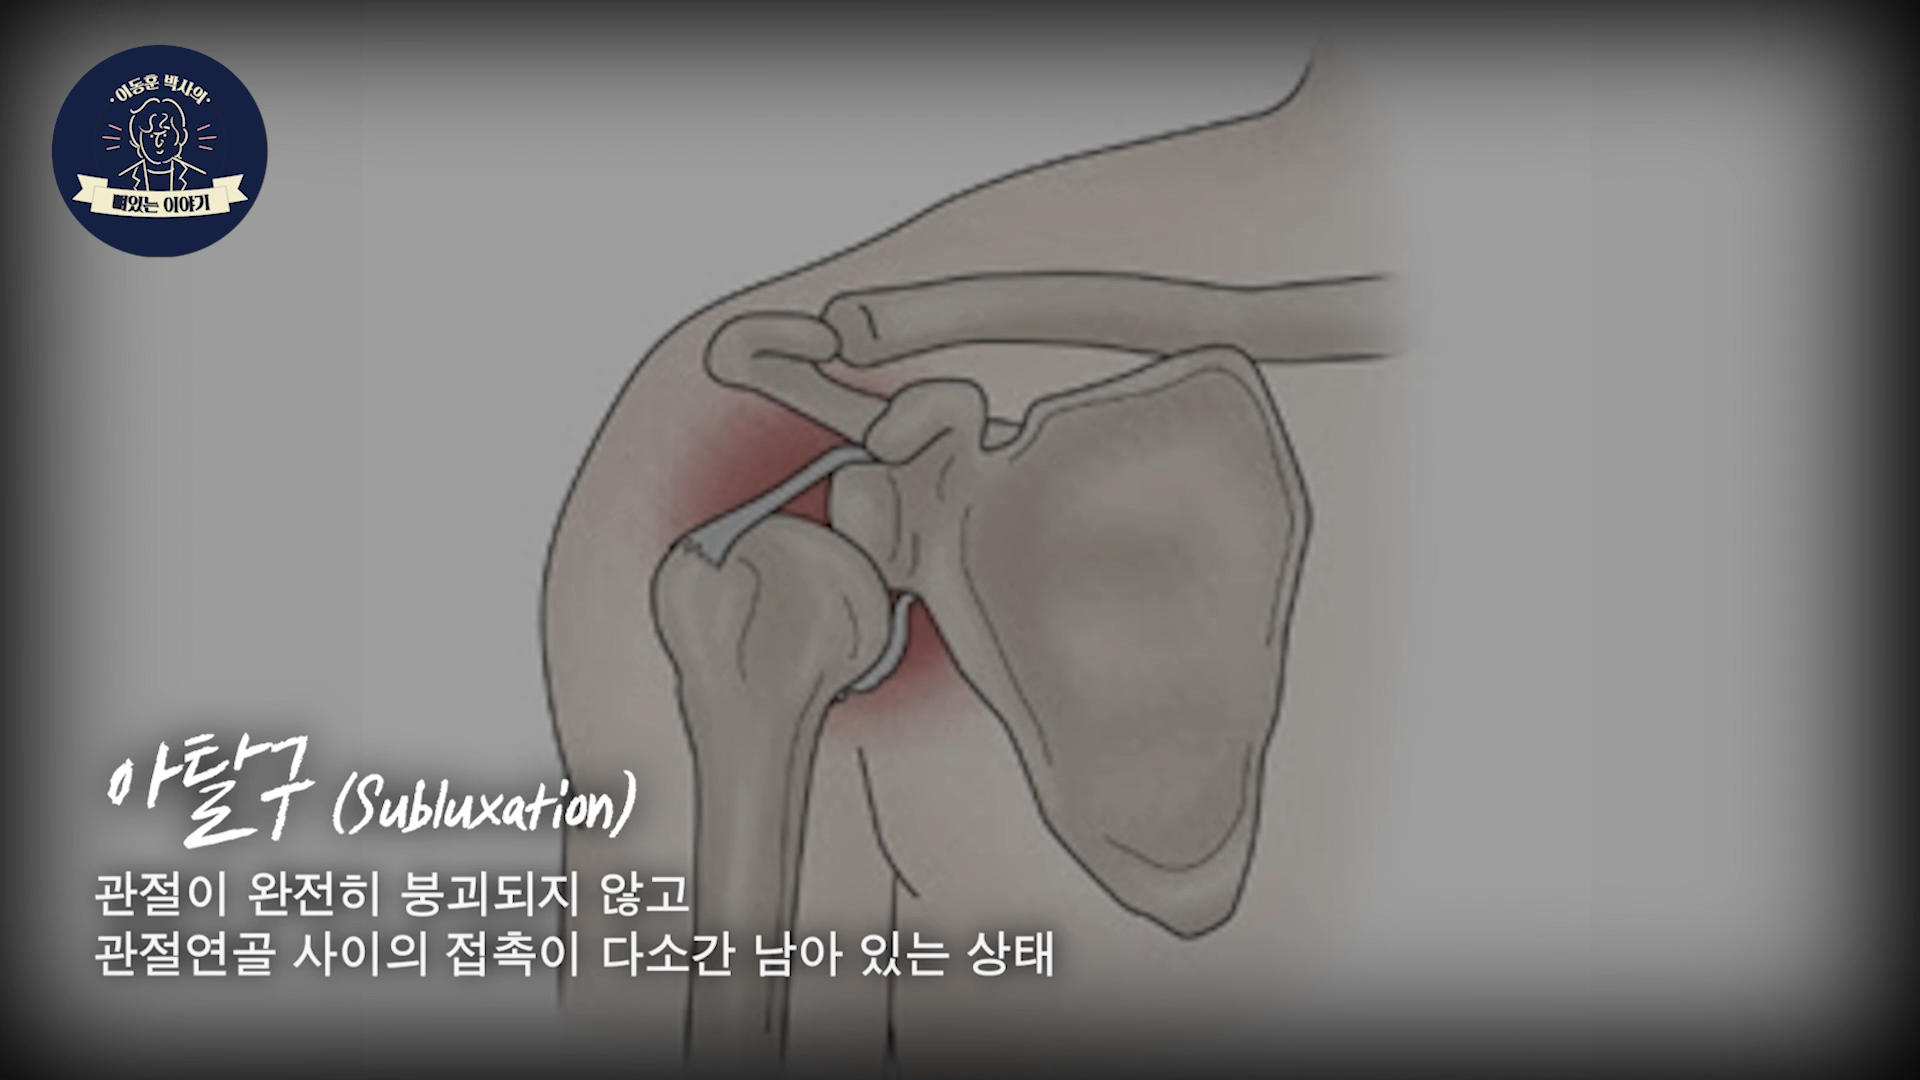 ·이동훈 박사의·
뼈있는 이야기
아탈구 (Subluxation)
관절이 완전히 붕괴되지 않고
관절연골 사이의 접촉이 다소간 남아 있는 상태